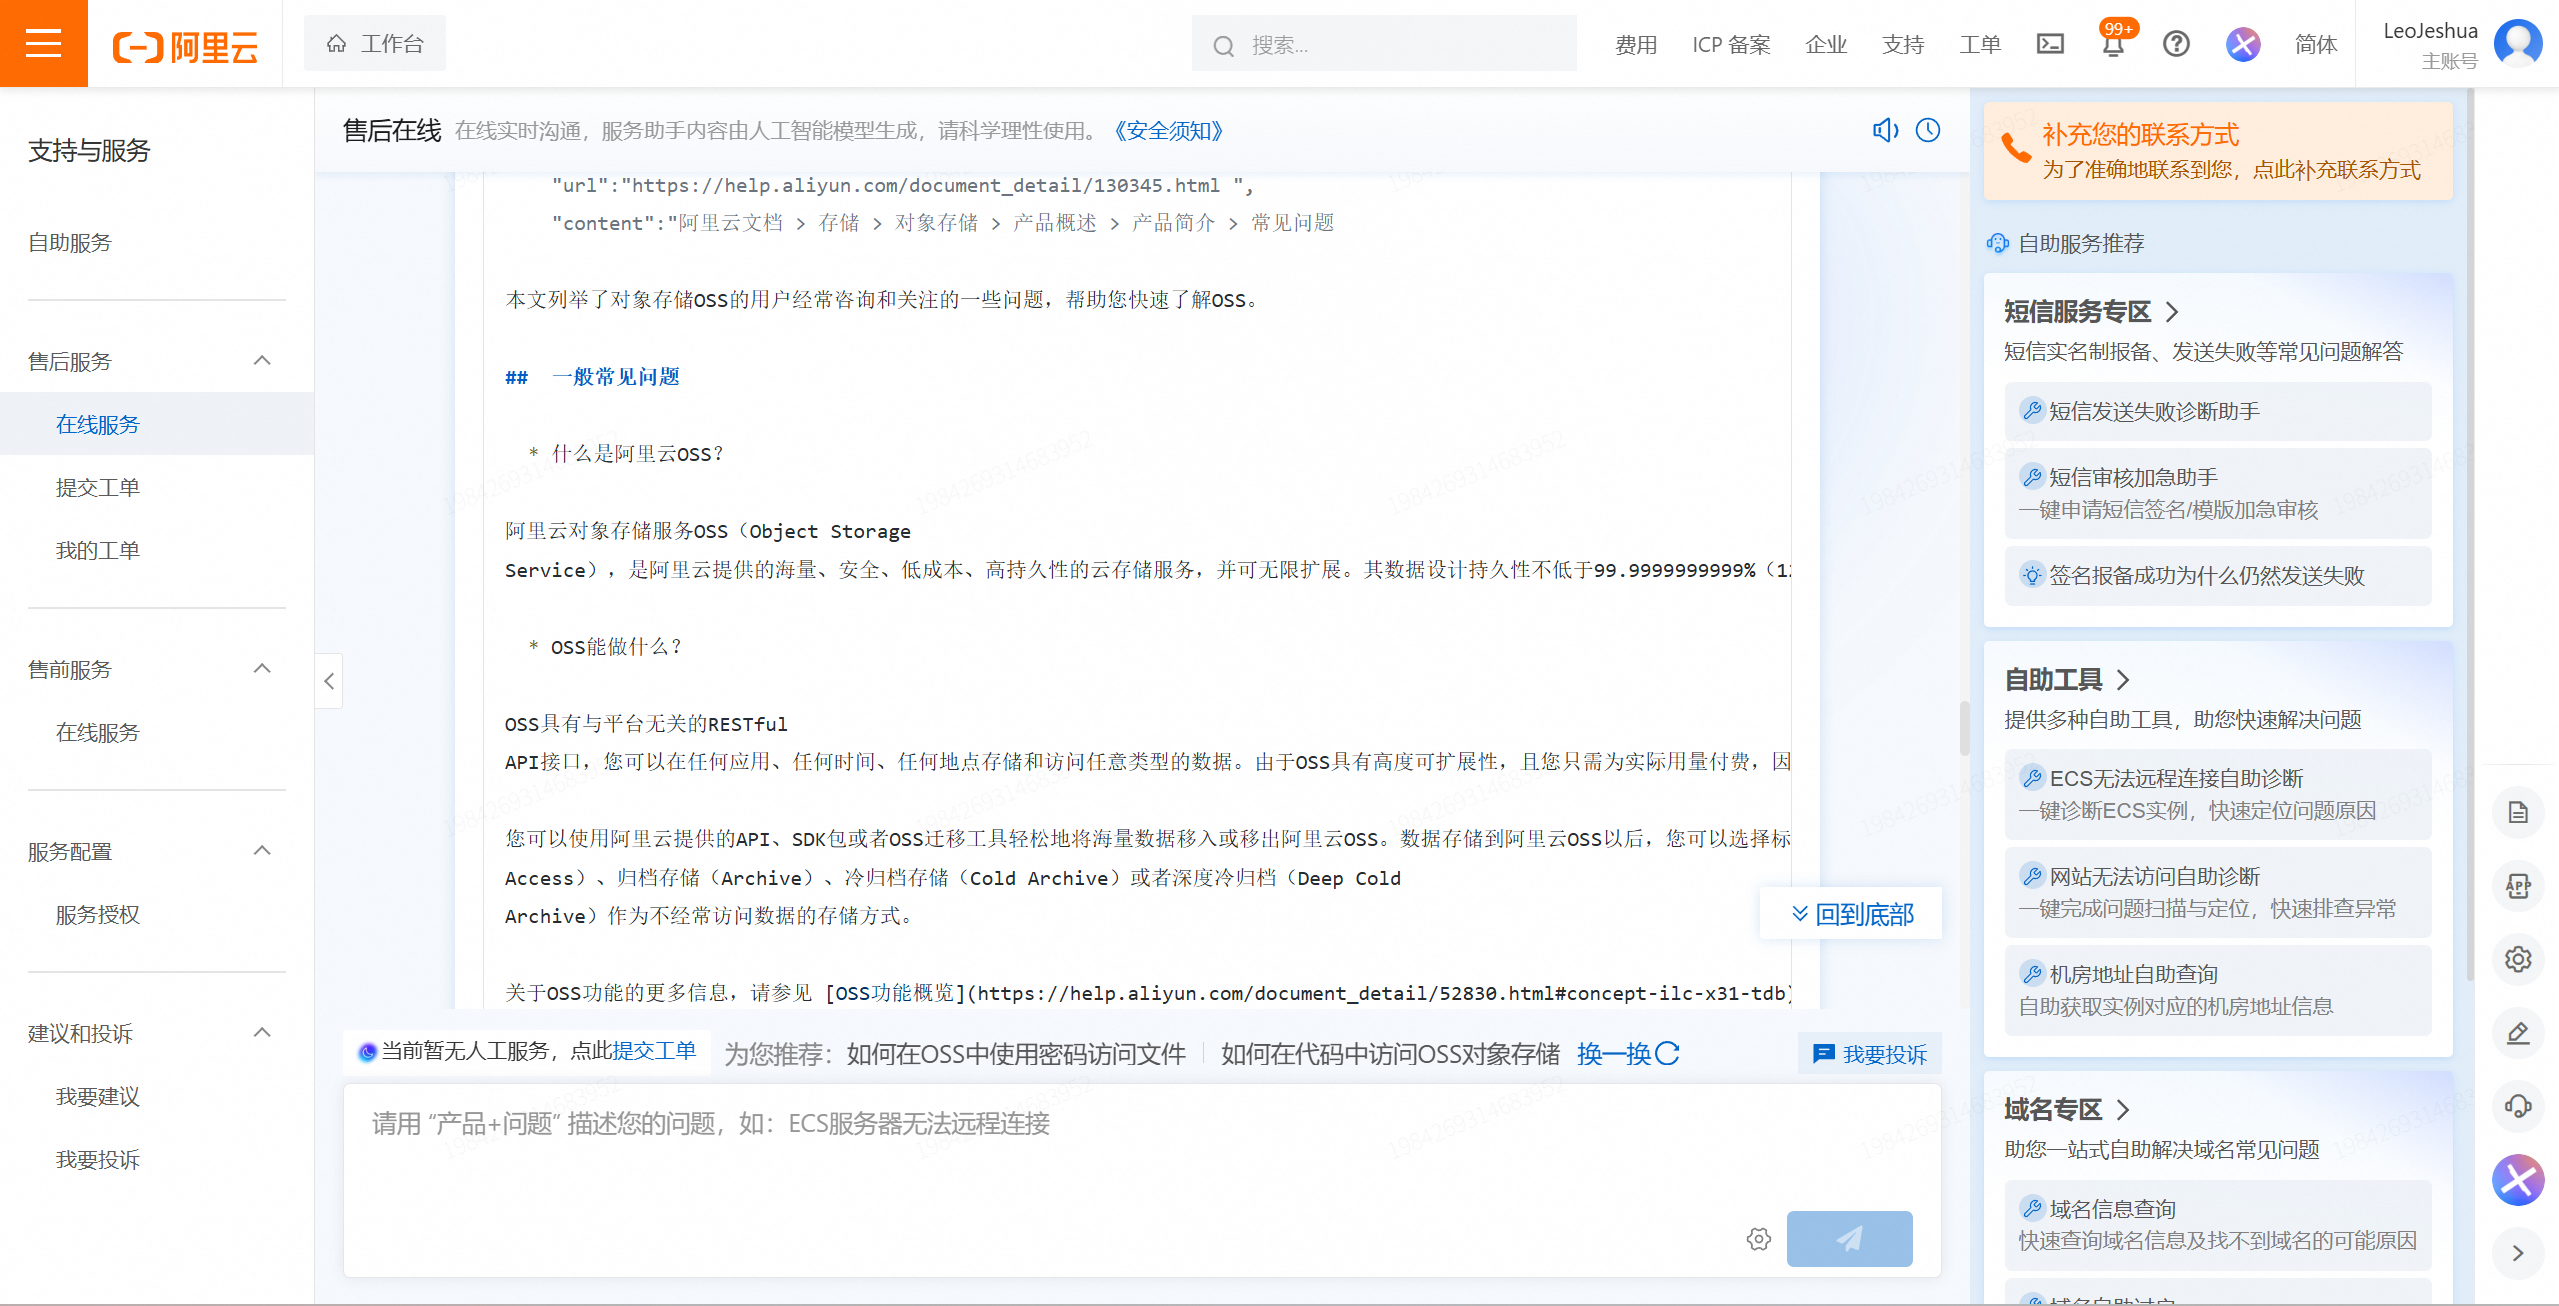 阿里云
工作台
搜索...
费用
ICP 备案
企业
支持
工单
99+
简体
LeoJeshua
主账号
支持与服务
自助服务
售后服务
在线服务
提交工单
我的工单
售前服务
在线服务
服务配置
服务授权
建议和投诉
我要建议
我要投诉
售后在线 在线实时沟通，服务助手内容由人工智能模型生成，请科学理性使用。《安全须知》
"url":"https://help.aliyun.com/document_detail/130345.html ",
"content":"阿里云文档 > 存储 > 对象存储 > 产品概述 > 产品简介 > 常见问题
本文列举了对象存储OSS的用户经常咨询和关注的一些问题，帮助您快速了解OSS。
## 一般常见问题
* 什么是阿里云OSS？
阿里云对象存储服务OSS（Object Storage
Service），是阿里云提供的海量、安全、低成本、高持久性的云存储服务，并可无限扩展。其数据设计持久性不低于99.9999999999%（12
* OSS能做什么？
OSS具有与平台无关的RESTful
API接口，您可以在任何应用、任何时间、任何地点存储和访问任意类型的数据。由于OSS具有高度可扩展性，且您只需为实际用量付费，因
您可以使用阿里云提供的API、SDK包或者OSS迁移工具轻松地将海量数据移入或移出阿里云OSS。数据存储到阿里云OSS以后，您可以选择标
Access）、归档存储（Archive）、冷归档存储（Cold Archive）或者深度冷归档（Deep Cold
Archive）作为不经常访问数据的存储方式。
关于OSS功能的更多信息，请参见 [OSS功能概览](https://help.aliyun.com/document_detail/52830.html#concept-ilc-x31-tdb)
回到底部
当前暂无人工服务，点此提交工单
为您推荐：
如何在OSS中使用密码访问文件
如何在代码中访问OSS对象存储
换一换
我要投诉
请用 “产品+问题” 描述您的问题，如：ECS服务器无法远程连接
补充您的联系方式
为了准确地联系到您，点此补充联系方式
自助服务推荐
短信服务专区
短信实名制报备、发送失败等常见问题解答
短信发送失败诊断助手
短信审核加急助手
一键申请短信签名/模版加急审核
签名报备成功为什么仍然发送失败
自助工具
提供多种自助工具，助您快速解决问题
ECS无法远程连接自助诊断
一键诊断ECS实例，快速定位问题原因
网站无法访问自助诊断
一键完成问题扫描与定位，快速排查异常
机房地址自助查询
自助获取实例对应的机房地址信息
域名专区
助您一站式自助解决域名常见问题
域名信息查询
快速查询域名信息及找不到域名的可能原因
APP
1984269314683952